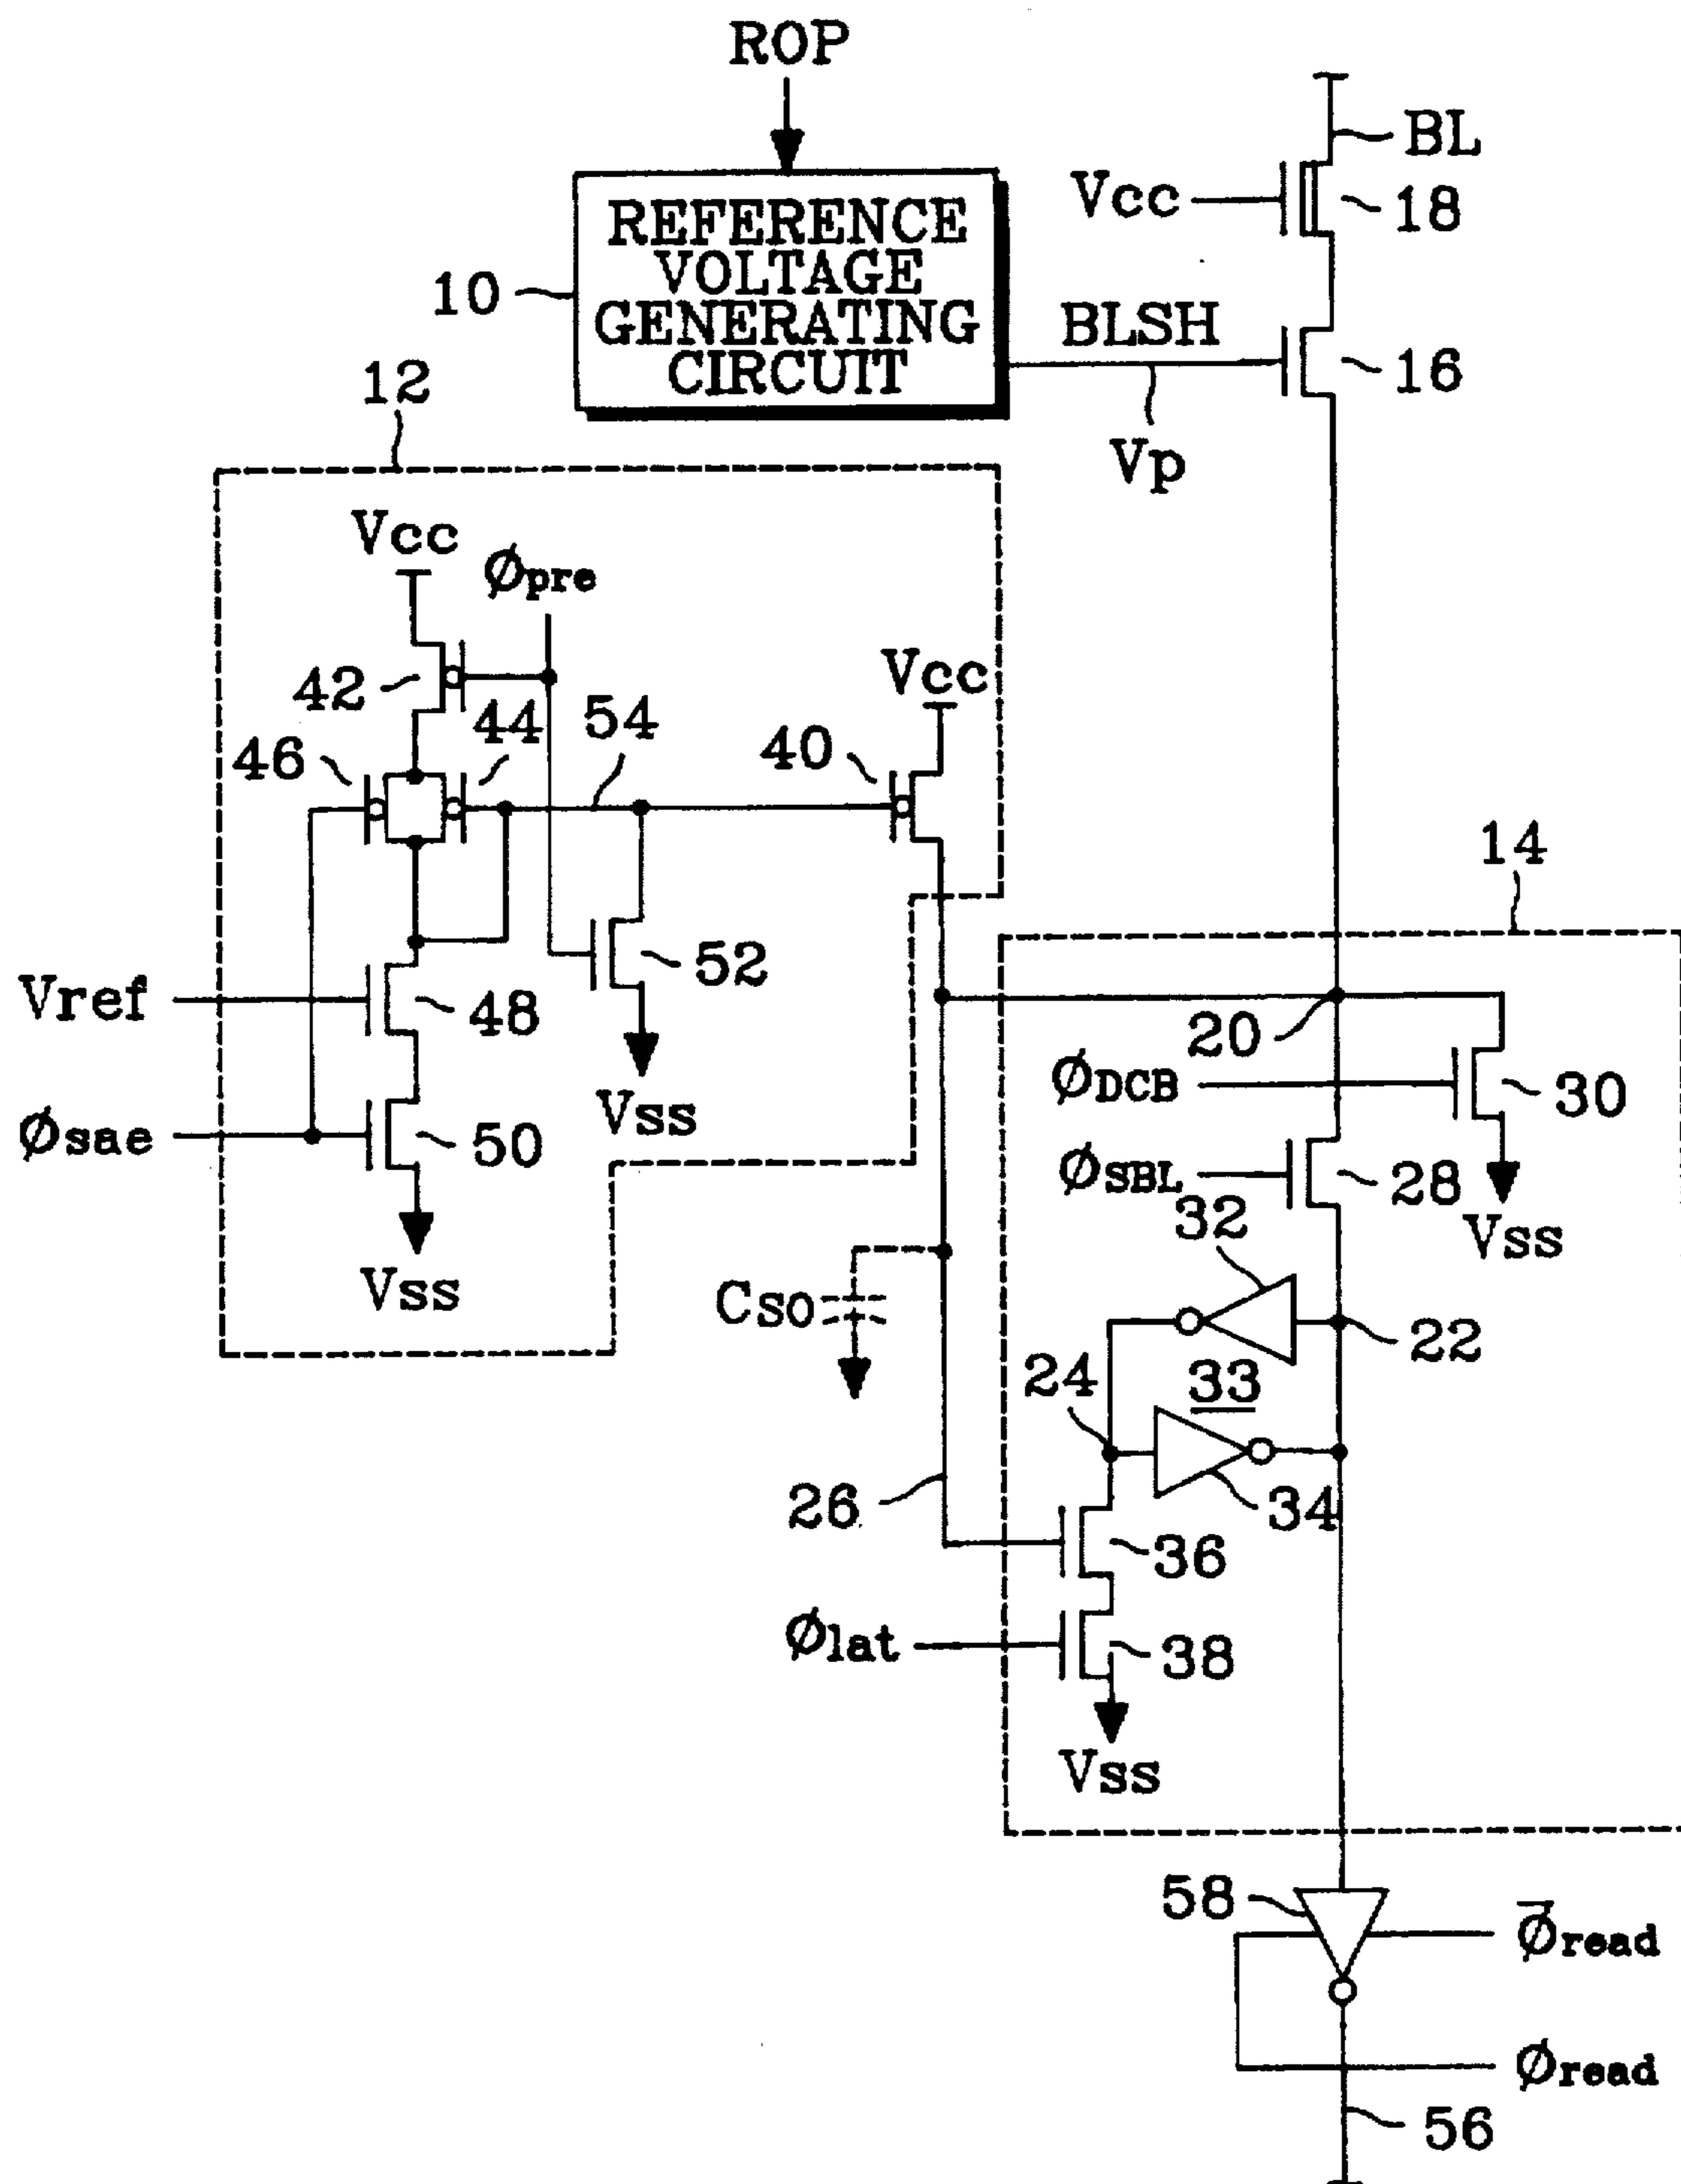 ROP
BL
Vcc
18
REFERENCE
VOLTAGE
GENERATING
CIRCUIT
10
BLSH
16
Vp
12
Vcc
Øpre
42
44
54
46
Vcc
40
14
52
Vref
48
20
ØDCB
30
Vss
Øsae
50
ØSBL
28
32
Vss
Vss
CSO
22
24
33
26
34
36
Ølat
38
Vss
58
Ø̅read
Øread
56